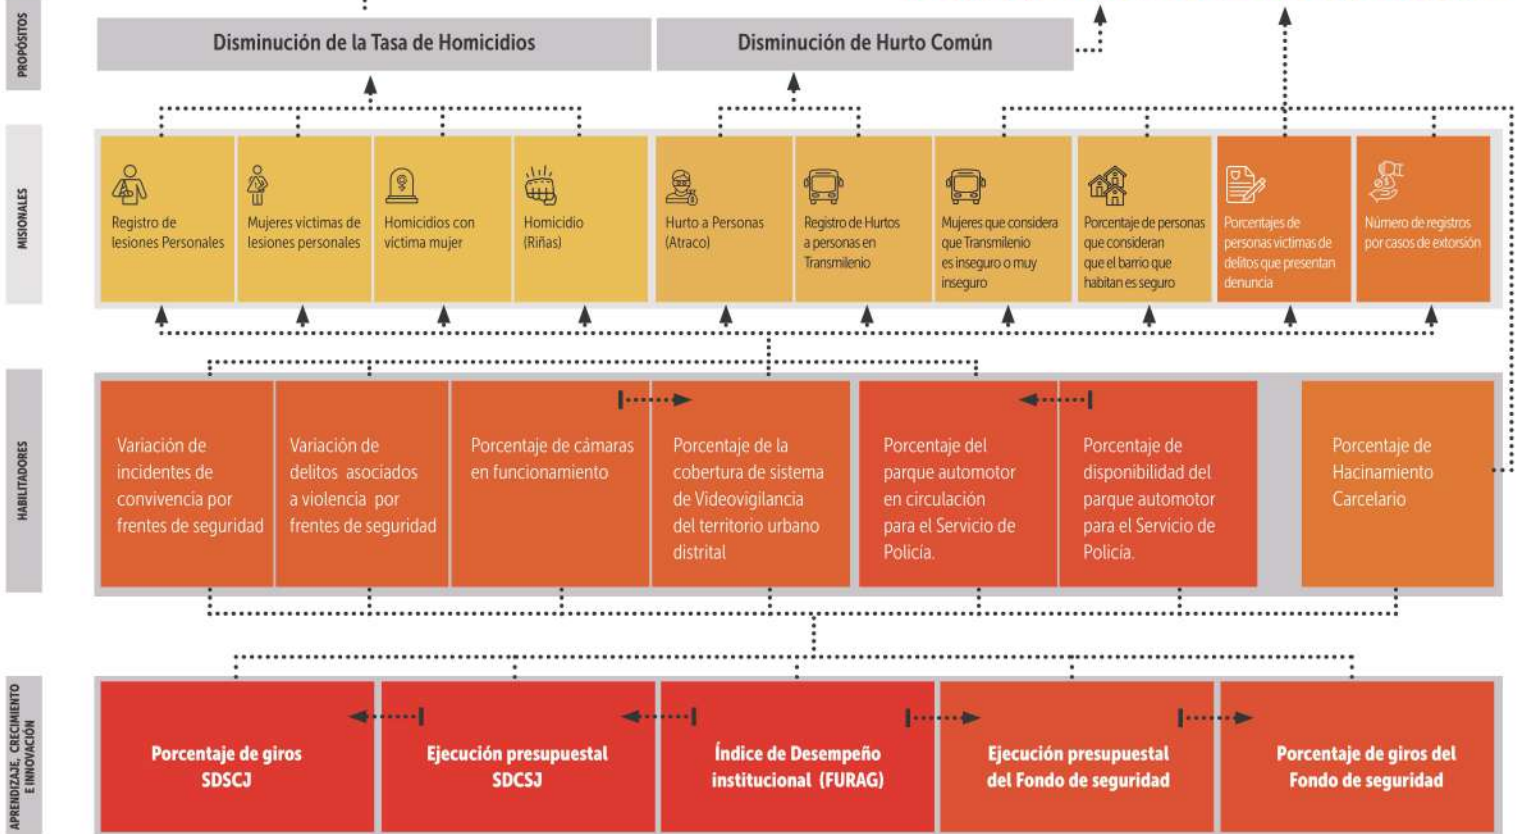 PROPÓSITOS
Disminución de la Tasa de Homicidios
Disminución de Hurto Común
MISIONALES
Registro de
lesiones Personales
Mujeres víctimas de
lesiones personales
Homicidios con
víctima mujer
Homicidio
(Riñas)
Hurto a Personas
(Atraco)
Registro de Hurtos
a personas en
Transmilenio
Mujeres que considera
que Transmilenio
es inseguro o muy
inseguro
Porcentaje de personas
que consideran
que el barrio que
habitan es seguro
Porcentajes de
personas víctimas de
delitos que presentan
denuncia
Número de registros
por casos de extorsión
HABILITADORES
Variación de
incidentes de
convivencia por
frentes de seguridad
Variación de
delitos asociados
a violencia por
frentes de seguridad
Porcentaje de cámaras
en funcionamiento
Porcentaje de la
cobertura de sistema
de Videovigilancia
del territorio urbano
distrital
Porcentaje del
parque automotor
en circulación
para el Servicio de
Policía.
Porcentaje de
disponibilidad del
parque automotor
para el Servicio de
Policía.
Porcentaje de
Hacinamiento
Carcelario
APRENDIZAJE, CRECIMIENTO
E INNOVACIÓN
Porcentaje de giros
SDSCJ
Ejecución presupuestal
SDCSJ
Índice de Desempeño
institucional (FURAG)
Ejecución presupuestal
del Fondo de seguridad
Porcentaje de giros del
Fondo de seguridad